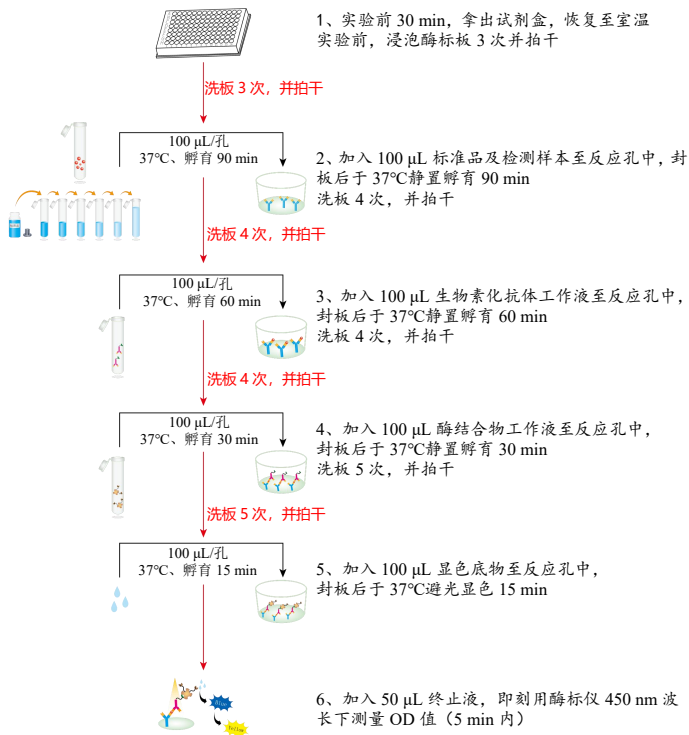 1、实验前 30 min，拿出试剂盒，恢复至室温
实验前，浸泡酶标板 3 次并拍干
洗板 3 次，并拍干
100 μL/孔
37℃、孵育 90 min
2、加入 100 μL 标准品及检测样本至反应孔中，封
板后于 37℃静置孵育 90 min
洗板 4 次，并拍干
洗板 4 次，并拍干
100 μL/孔
37℃、孵育 60 min
3、加入 100 μL 生物素化抗体工作液至反应孔中，
封板后于 37℃静置孵育 60 min
洗板 4 次，并拍干
洗板 4 次，并拍干
100 μL/孔
37℃、孵育 30 min
4、加入 100 μL 酶结合物工作液至反应孔中，
封板后于 37℃静置孵育 30 min
洗板 5 次，并拍干
洗板 5 次，并拍干
100 μL/孔
37℃、孵育 15 min
5、加入 100 μL 显色底物至反应孔中，
封板后于 37℃避光显色 15 min
Blue
Yellow
6、加入 50 μL 终止液，即刻用酶标仪 450 nm 波
长下测量 OD 值（5 min 内）